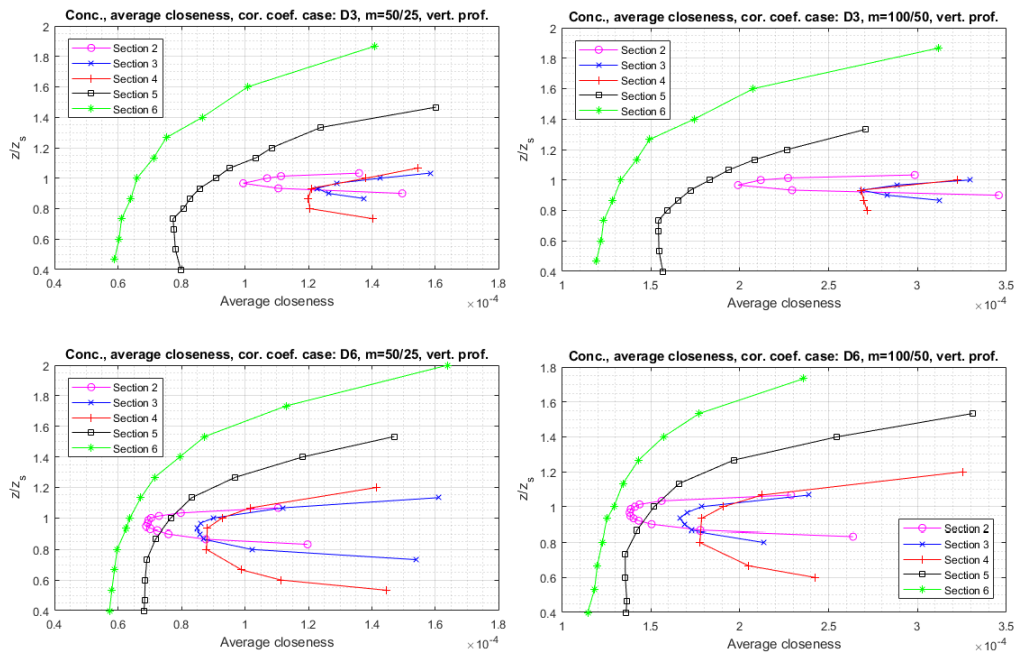 Conc., average closeness, cor. coef. case: D3, m=50/25, vert. prof.
z/zs
2
1.8
1.6
1.4
1.2
1
0.8
0.6
0.4
Section 2
Section 3
Section 4
Section 5
Section 6
0.4 0.6 0.8 1 1.2 1.4 1.6 1.8
Average closeness
×10-4
Conc., average closeness, cor. coef. case: D3, m=100/50, vert. prof.
z/zs
2
1.8
1.6
1.4
1.2
1
0.8
0.6
0.4
Section 2
Section 3
Section 4
Section 5
Section 6
1 1.5 2 2.5 3 3.5
Average closeness
×10-4
Conc., average closeness, cor. coef. case: D6, m=50/25, vert. prof.
z/zs
2
1.8
1.6
1.4
1.2
1
0.8
0.6
0.4
Section 2
Section 3
Section 4
Section 5
Section 6
0.4 0.6 0.8 1 1.2 1.4 1.6 1.8
Average closeness
×10-4
Conc., average closeness, cor. coef. case: D6, m=100/50, vert. prof.
z/zs
1.8
1.6
1.4
1.2
1
0.8
0.6
0.4
Section 2
Section 3
Section 4
Section 5
Section 6
1 1.5 2 2.5 3 3.5
Average closeness
×10-4